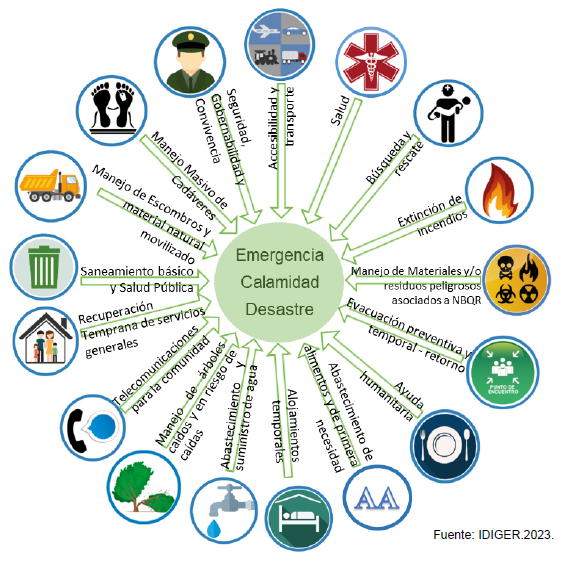 Emergencia
Calamidad
Desastre
Accesibilidad y
transporte
Salud
Búsqueda y
rescate
Extinción de
Incendios
Manejo de Materiales y/o
residuos peligrosos
asociados a NBQR
Evacuación preventiva y
temporal - retorno
PUNTO DE
ENCUENTRO
Ayuda
humanitaria
Abastecimiento de
alimentos y de primera
necesidad
AA
Alojamientos
temporales
Abastecimiento y
suministro de agua
Manejo de árboles
caídos y en riesgo de
caídas
Telecomunicaciones
para la comunidad
Recuperación
Temprana de servicios
generales
Saneamiento básico
y Salud Pública
Manejo de Escombros y
material natural
movilizado
Manejo Masivo de
Cadáveres
Seguridad,
Gobernabilidad y
Convivencia
Fuente: IDIGER.2023.